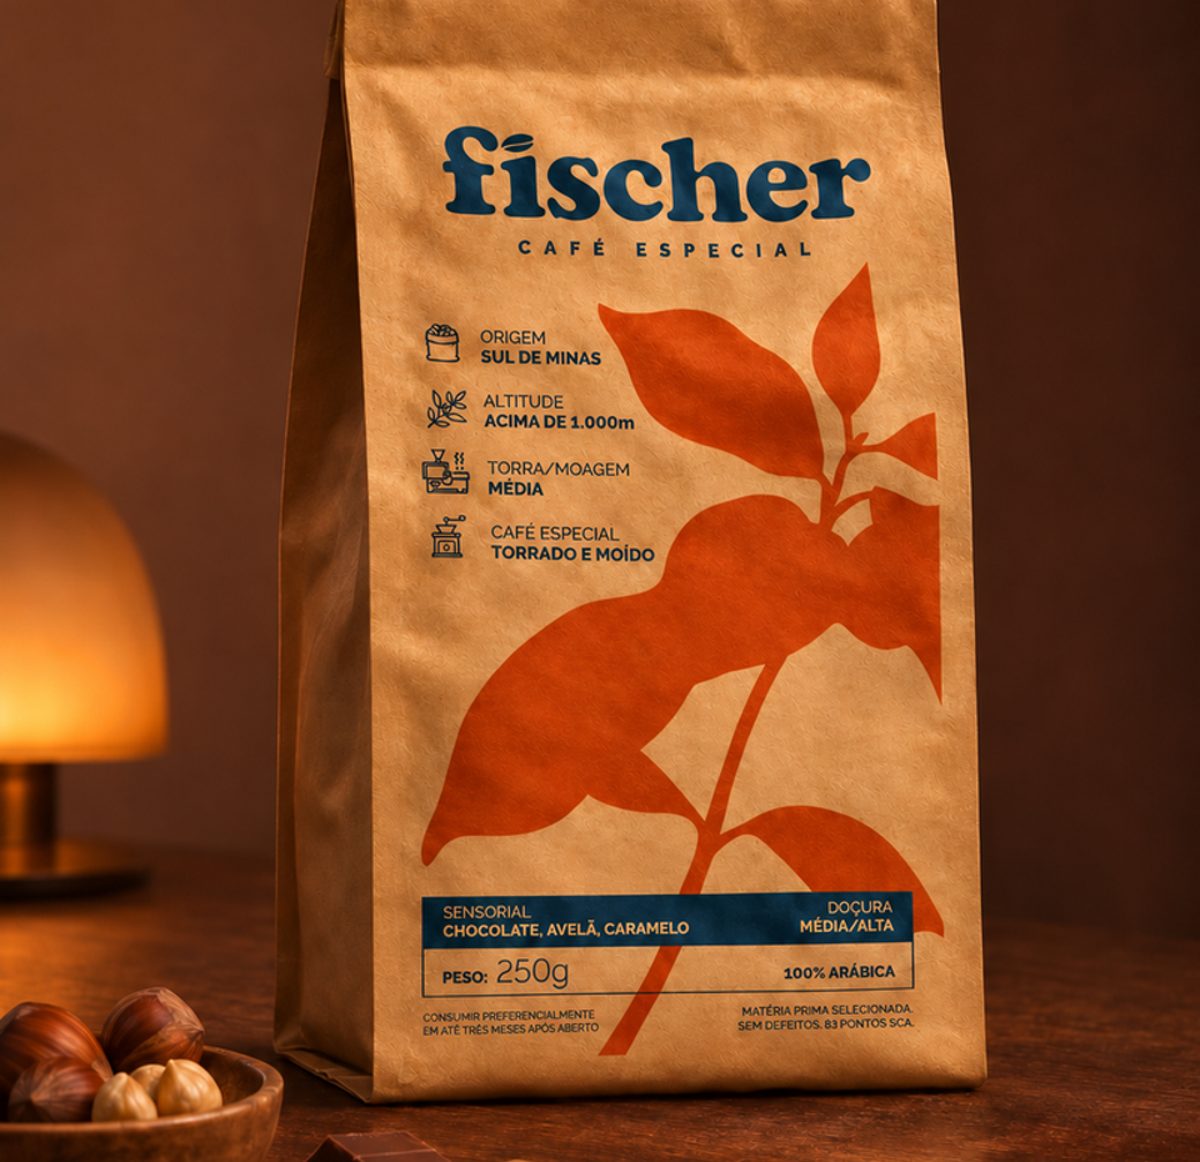 fischer
CAFÉ ESPECIAL
ORIGEM
SUL DE MINAS
ALTITUDE
ACIMA DE 1.000m
TORRA/MOAGEM
MÉDIA
CAFÉ ESPECIAL
TORRADO E MOÍDO
SENSORIAL
CHOCOLATE, AVELÃ, CARAMELO
DOÇURA
MÉDIA/ALTA
PESO: 250g
100% ARÁBICA
CONSUMIR PREFERENCIALMENTE
EM ATÉ TRÊS MESES APÓS ABERTO
MATÉRIA PRIMA SELECIONADA.
SEM DEFEITOS. 83 PONTOS SCA.